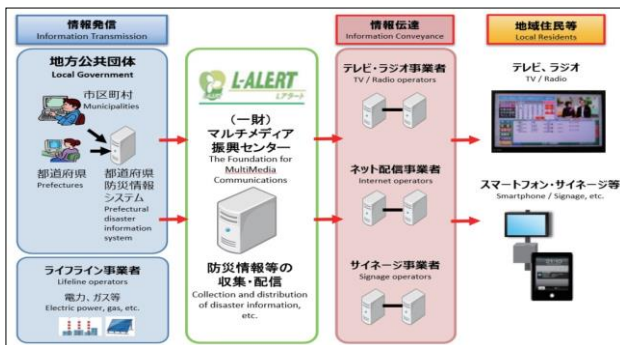 情報発信
Information Transmission
地方公共団体
Local Government
市区町村
Municipalities
都道府県
Prefectures
都道府県
防災情報
システム
Prefectural
disaster
information
system
ライフライン事業者
Lifeline operators
電力、ガス等
Electric power, gas, etc.
L-ALERT
Lアラート
(一財)
マルチメディア
振興センター
The Foundation for
MultiMedia
Communications
防災情報等の
収集・配信
Collection and distribution
of disaster information,
etc.
情報伝達
Information Conveyance
テレビ・ラジオ事業者
TV / Radio operators
ネット配信事業者
Internet operators
サイネージ事業者
Signage operators
地域住民等
Local Residents
テレビ、ラジオ
TV / Radio
スマートフォン・サイネージ等
Smartphone / Signage, etc.